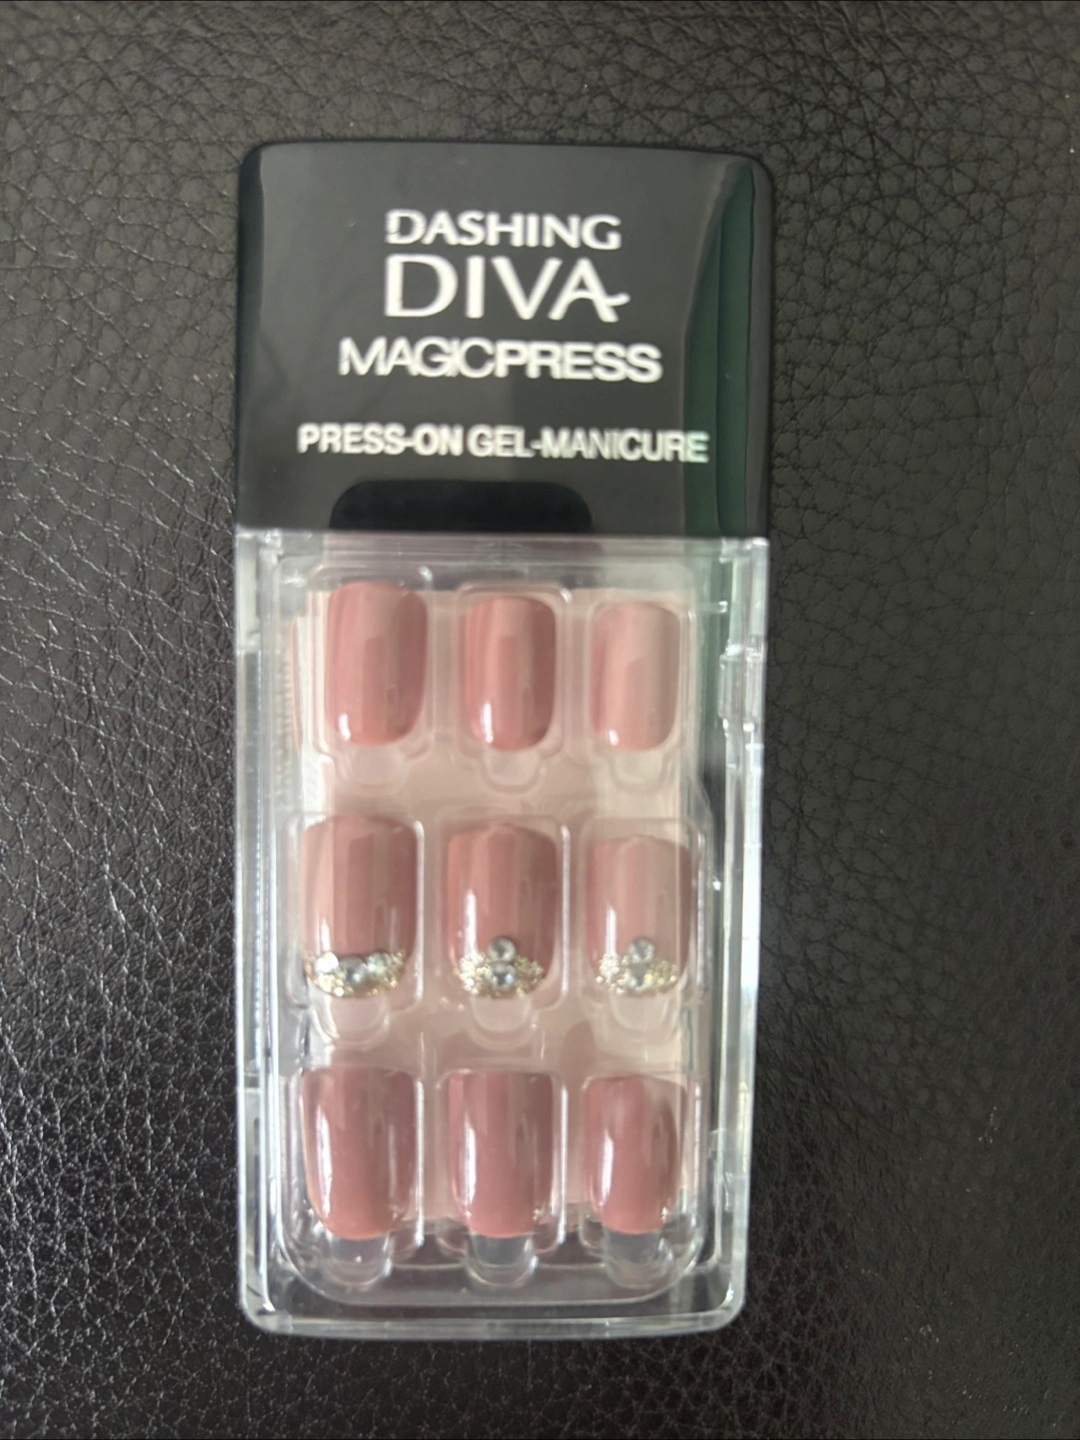 DASHING
DIVA
MAGICPRESS
PRESS-ON GEL-MANICURE